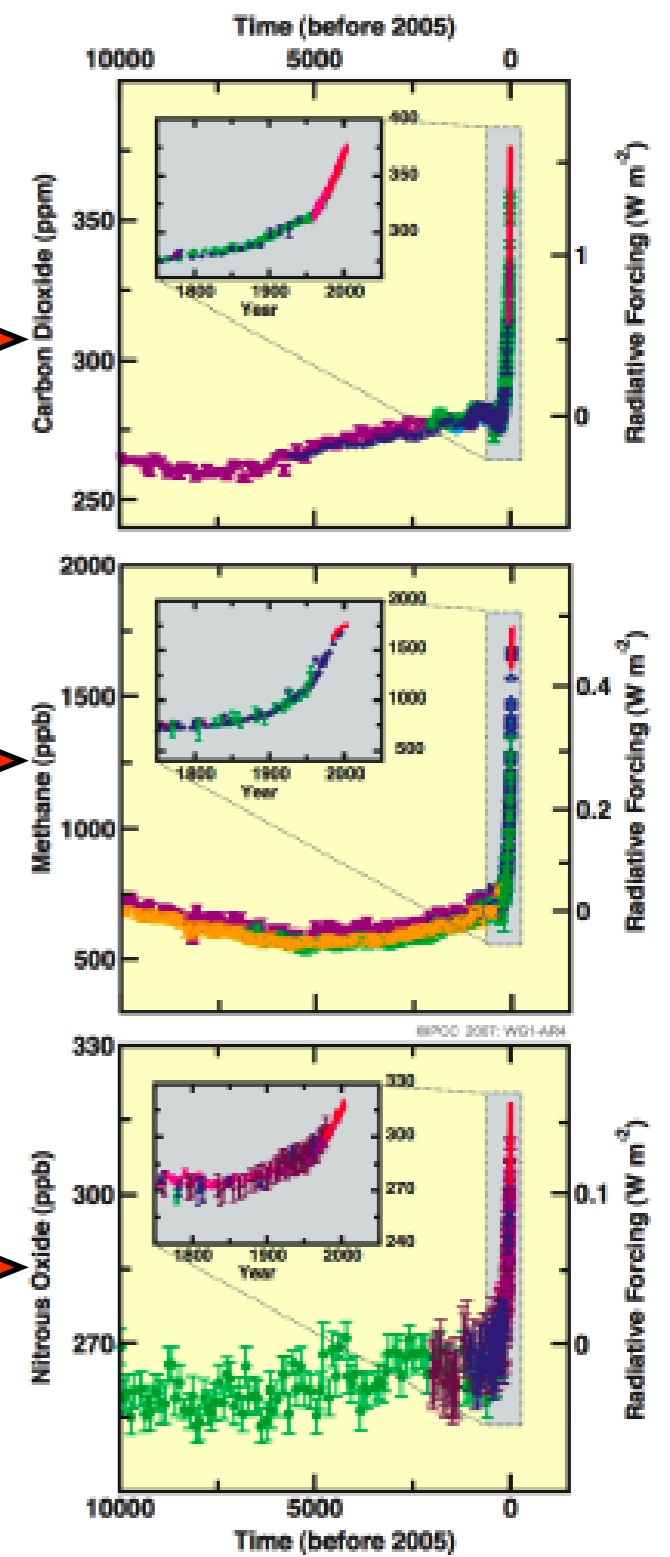 Time (before 2005)
10000 5000 0
Carbon Dioxide (ppm)
350
300
250
400
350
300
1800 1900 2000
Year
1
0
Radiative Forcing (W m-2)
Methane (ppb)
2000
1500
1000
500
2000
1500
1000
500
1800 1900 2000
Year
0.4
0.2
0
Radiative Forcing (W m-2)
©IPCC 2007: WG1-AR4
Nitrous Oxide (ppb)
330
300
270
330
300
270
240
1800 1900 2000
Year
0.1
0
Radiative Forcing (W m-2)
10000 5000 0
Time (before 2005)